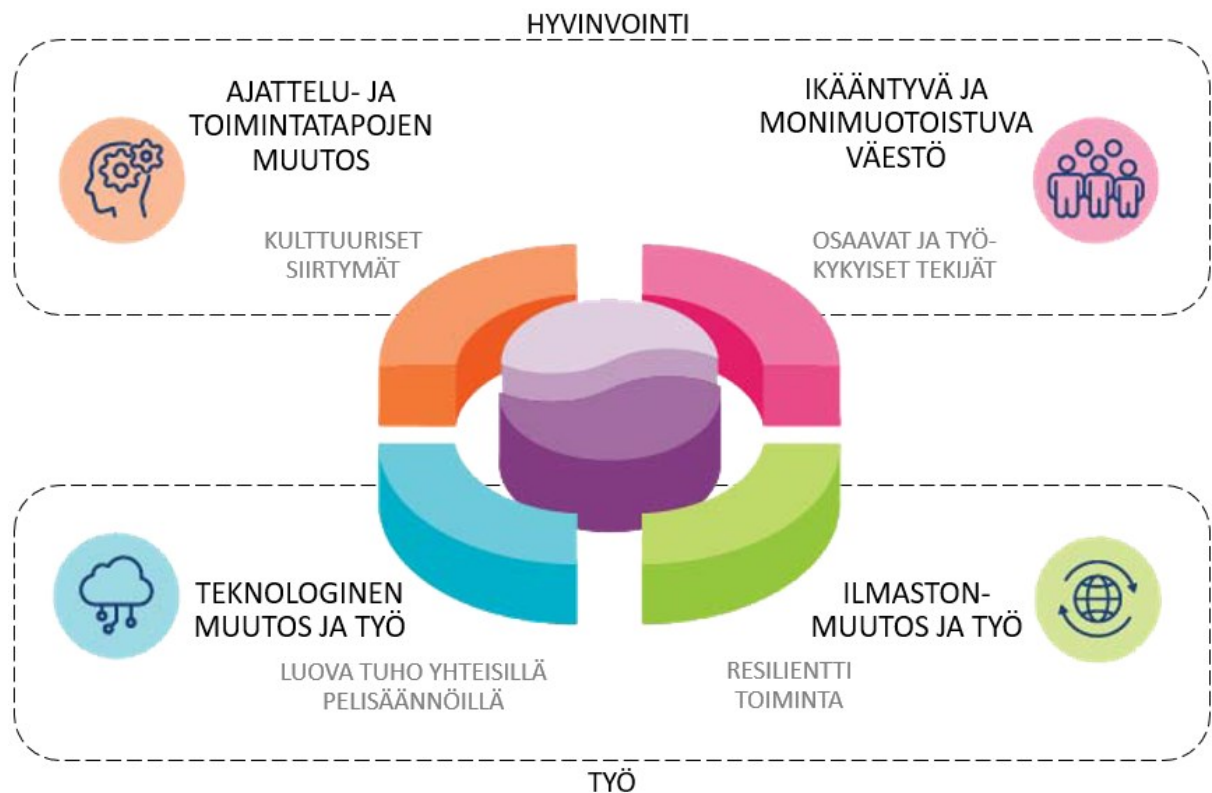 HYVINVOINTI
AJATTELU- JA
TOIMINTATAPOJEN
MUUTOS
KULTTUURISET
SIIRTYMÄT
IKÄÄNTYVÄ JA
MONIMUOTOISTUVA
VÄESTÖ
OSAAVAT JA TYÖ-
KYKYISET TEKIJÄT
TEKNOLOGINEN
MUUTOS JA TYÖ
LUOVA TUHO YHTEISILLÄ
PELISÄÄNNÖILLÄ
ILMASTON-
MUUTOS JA TYÖ
RESILIENTTI
TOIMINTA
TYÖ